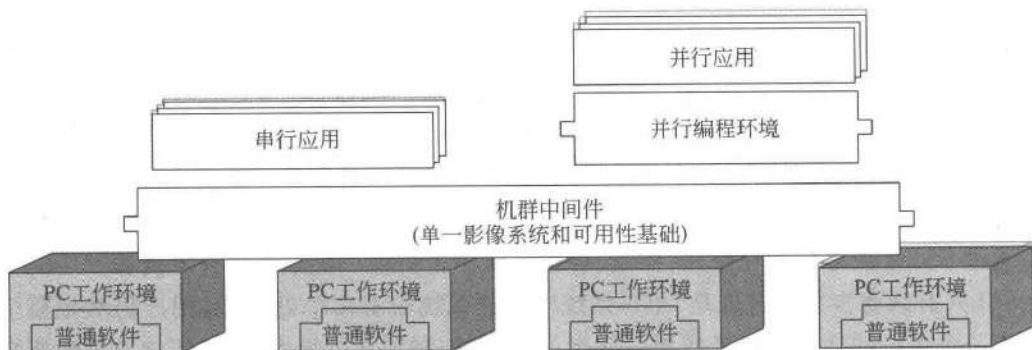 并行应用
并行编程环境
串行应用
机群中间件
(单一影像系统和可用性基础)
PC工作环境
普通软件
PC工作环境
普通软件
PC工作环境
普通软件
PC工作环境
普通软件